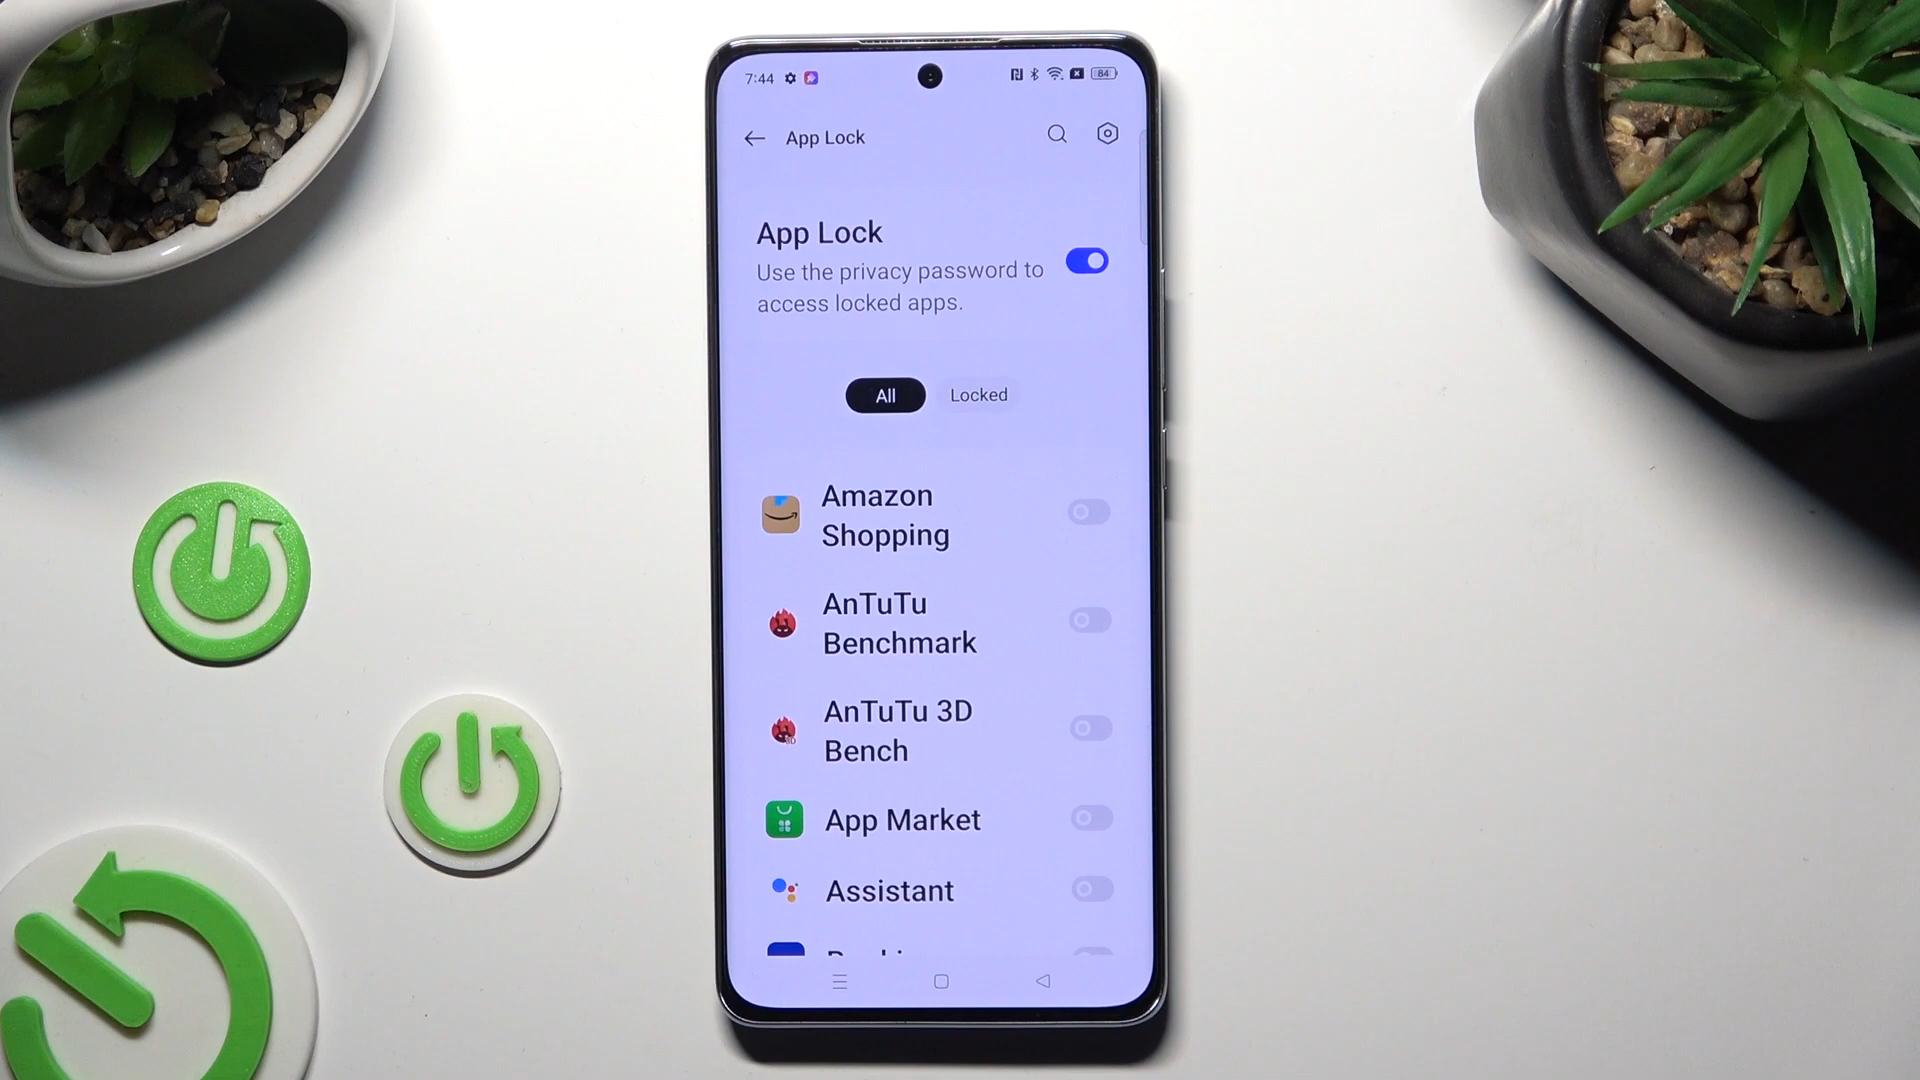 7:44
84
App Lock
App Lock
Use the privacy password to
access locked apps.
All
Locked
Amazon
Shopping
AnTuTu
Benchmark
AnTuTu 3D
Bench
App Market
Assistant